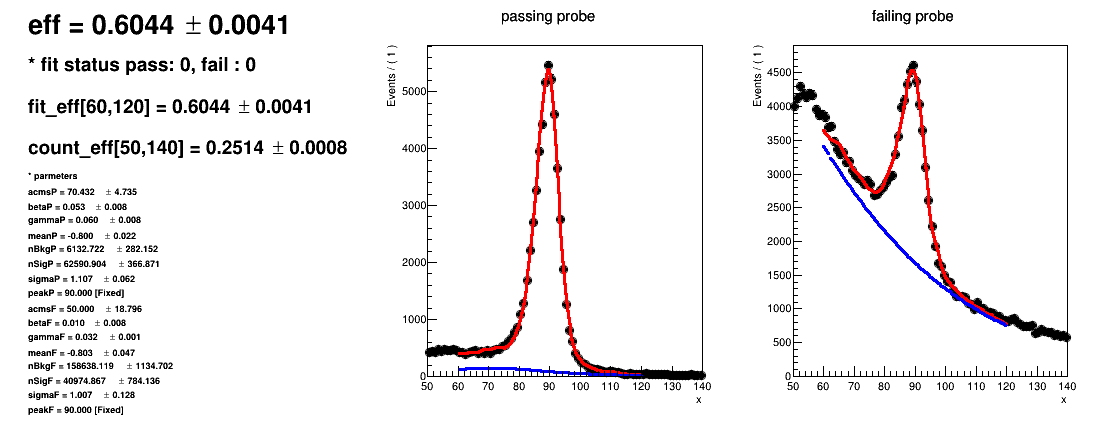 eff = 0.6044 ± 0.0041
* fit status pass: 0, fail : 0
fit_eff[60,120] = 0.6044 ± 0.0041
count_eff[50,140] = 0.2514 ± 0.0008
* parmeters
acmsP = 70.432 ± 4.735
betaP = 0.053 ± 0.008
gammaP = 0.060 ± 0.008
meanP = -0.800 ± 0.022
nBkgP = 6132.722 ± 282.152
nSigP = 62590.904 ± 366.871
sigmaP = 1.107 ± 0.062
peakP = 90.000 [Fixed]
acmsF = 50.000 ± 18.796
betaF = 0.010 ± 0.008
gammaF = 0.032 ± 0.001
meanF = -0.803 ± 0.047
nBkgF = 158638.119 ± 1134.702
nSigF = 40974.867 ± 784.136
sigmaF = 1.007 ± 0.128
peakF = 90.000 [Fixed]
passing probe
Events / ( 1 )
5000
4000
3000
2000
1000
0
50 60 70 80 90 100 110 120 130 140
x
failing probe
Events / ( 1 )
4500
4000
3500
3000
2500
2000
1500
1000
500
0
50 60 70 80 90 100 110 120 130 140
x